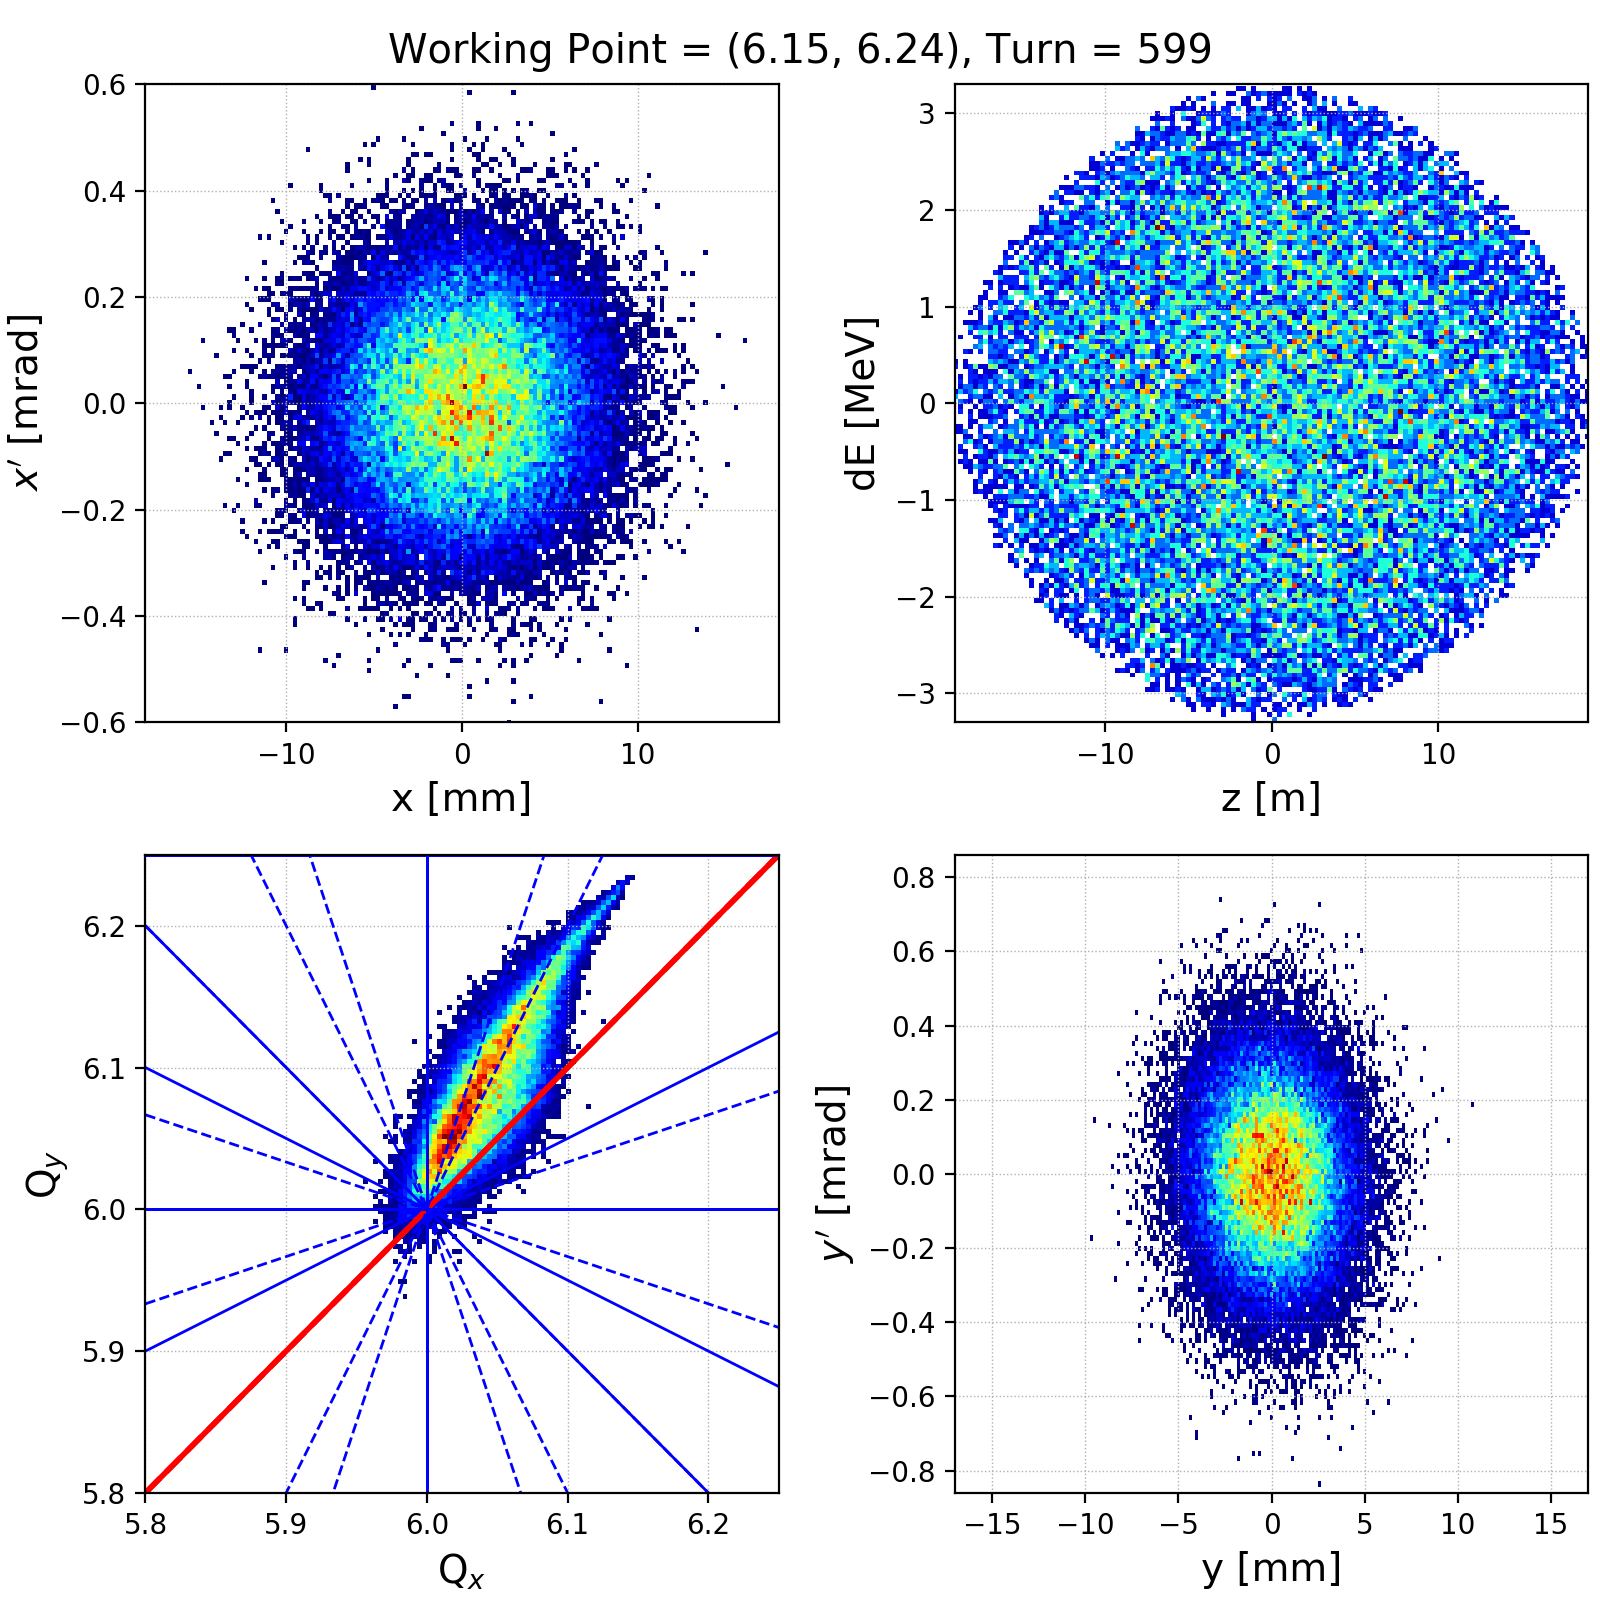 Working Point = (6.15, 6.24), Turn = 599
0.6
0.4
0.2
0.0
−0.2
−0.4
−0.6
x′ [mrad]
−10 0 10
x [mm]
3
2
1
0
−1
−2
−3
dE [MeV]
−10 0 10
z [m]
6.2
6.1
6.0
5.9
5.8
Qy
5.8 5.9 6.0 6.1 6.2
Qx
0.8
0.6
0.4
0.2
0.0
−0.2
−0.4
−0.6
−0.8
y′ [mrad]
−15 −10 −5 0 5 10 15
y [mm]